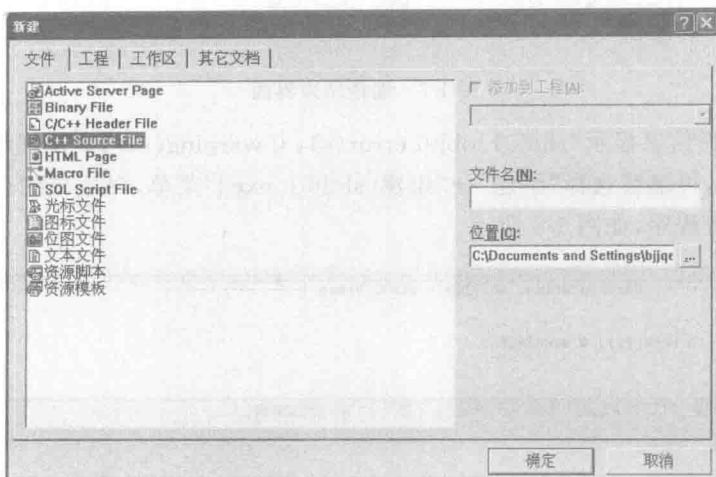 新建
文件 | 工程 | 工作区 | 其它文档 |
Active Server Page
Binary File
C/C++ Header File
C++ Source File
HTML Page
Macro File
SQL Script File
光标文件
图标文件
位图文件
文本文件
资源脚本
资源模板
添加到工程(A):
文件名(N):
位置(C):
C:\Documents and Settings\bjjqe
...
确定
取消